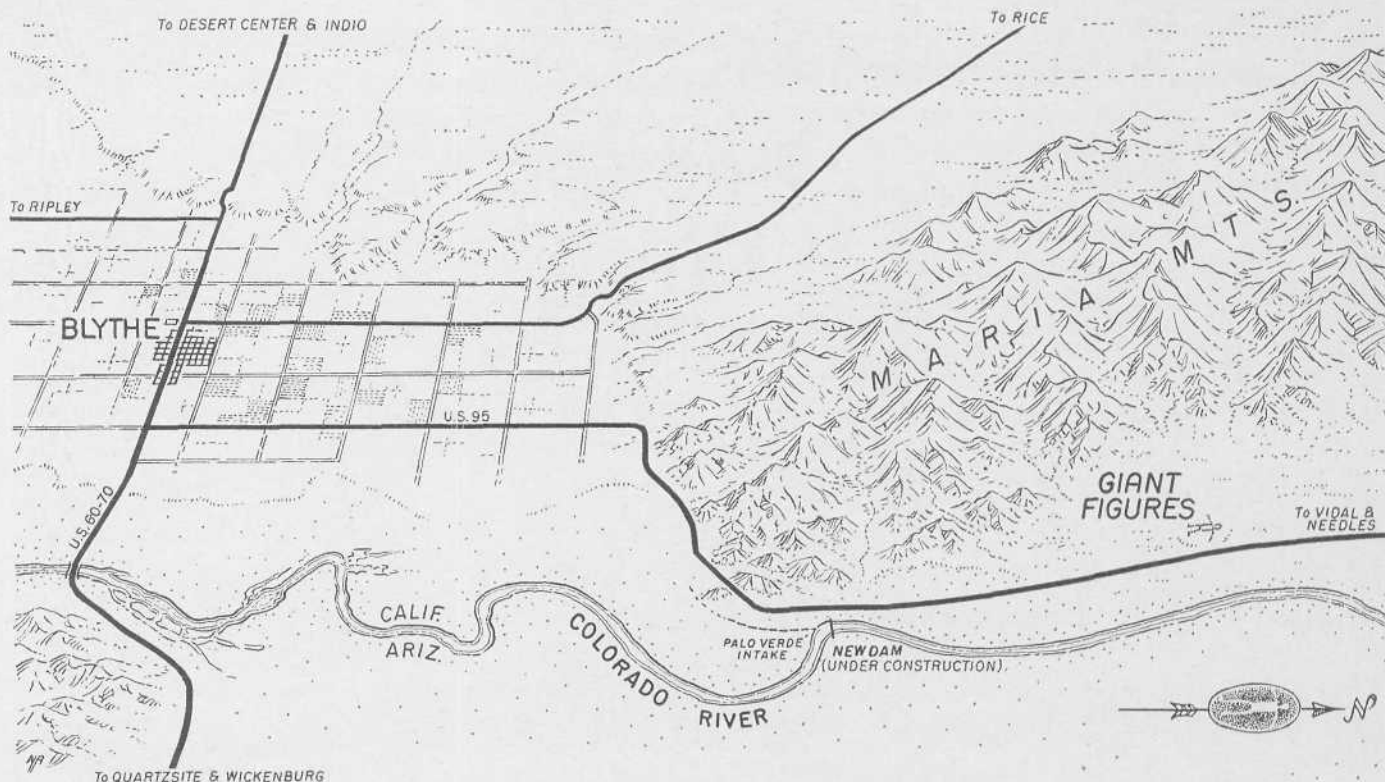 To DESERT CENTER & INDIO
To RICE
To RIPLEY
BLYTHE
MARIA MTS
U.S. 95
GIANT
FIGURES
To VIDAL &
NEEDLES
U.S. 60-70
CALIF.
ARIZ.
COLORADO
RIVER
PALO VERDE
INTAKE
NEW DAM
(UNDER CONSTRUCTION)
N
To QUARTZSITE & WICKENBURG